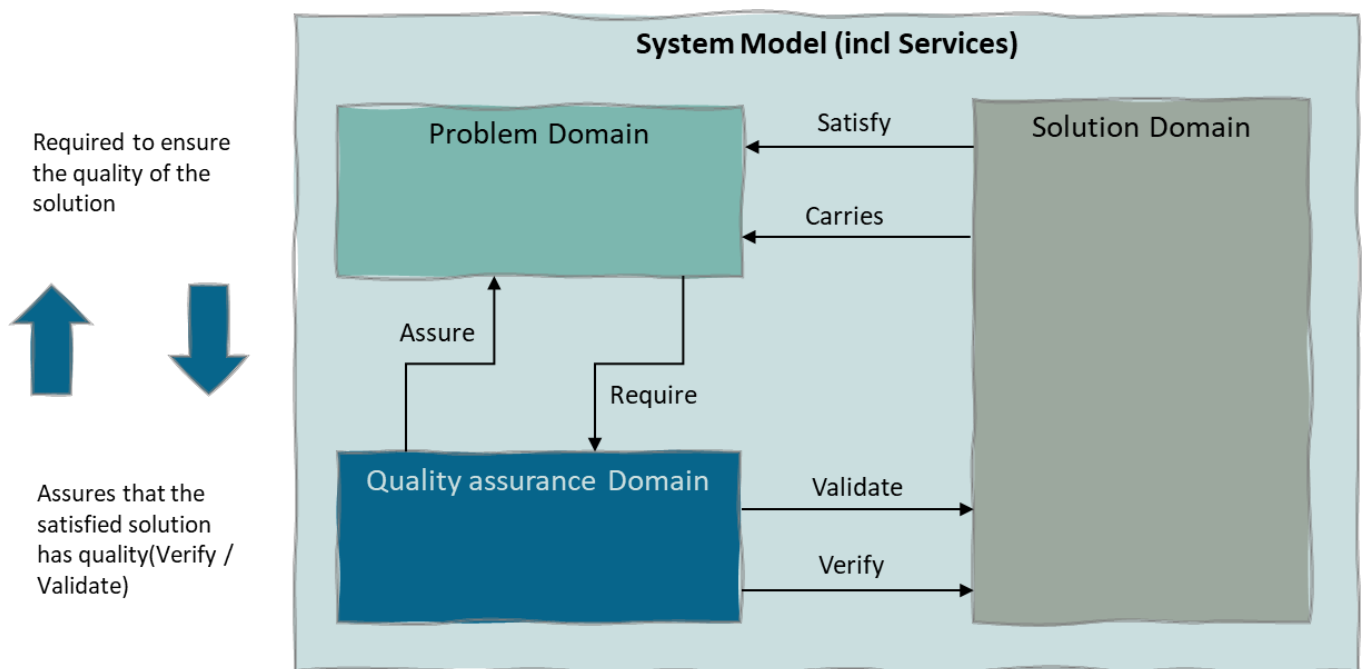 System Model (incl Services)
Required to ensure
the quality of the
solution
Problem Domain
Satisfy
Solution Domain
Carries
Assure
Require
Assures that the
satisfied solution
has quality(Verify /
Validate)
Quality assurance Domain
Validate
Verify